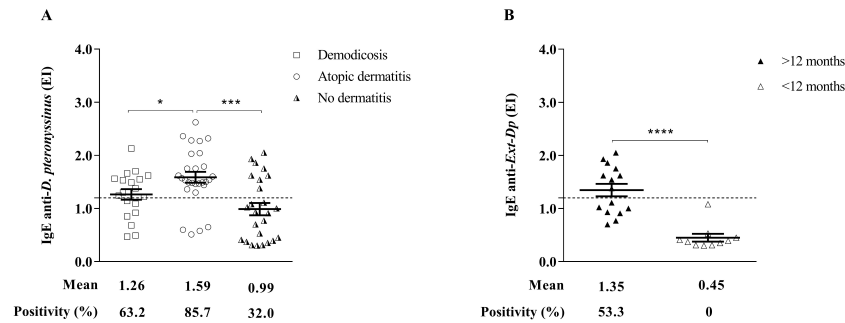 A
IgE anti-D. pteronyssinus (EI)
4.0
3.0
2.0
1.0
0.0
*
***
Demodicosis
Atopic dermatitis
No dermatitis
Mean 1.26 1.59 0.99
Positivity (%) 63.2 85.7 32.0
B
IgE anti-Ext-Dp (EI)
4.0
3.0
2.0
1.0
0.0
****
>12 months
<12 months
Mean 1.35 0.45
Positivity (%) 53.3 0